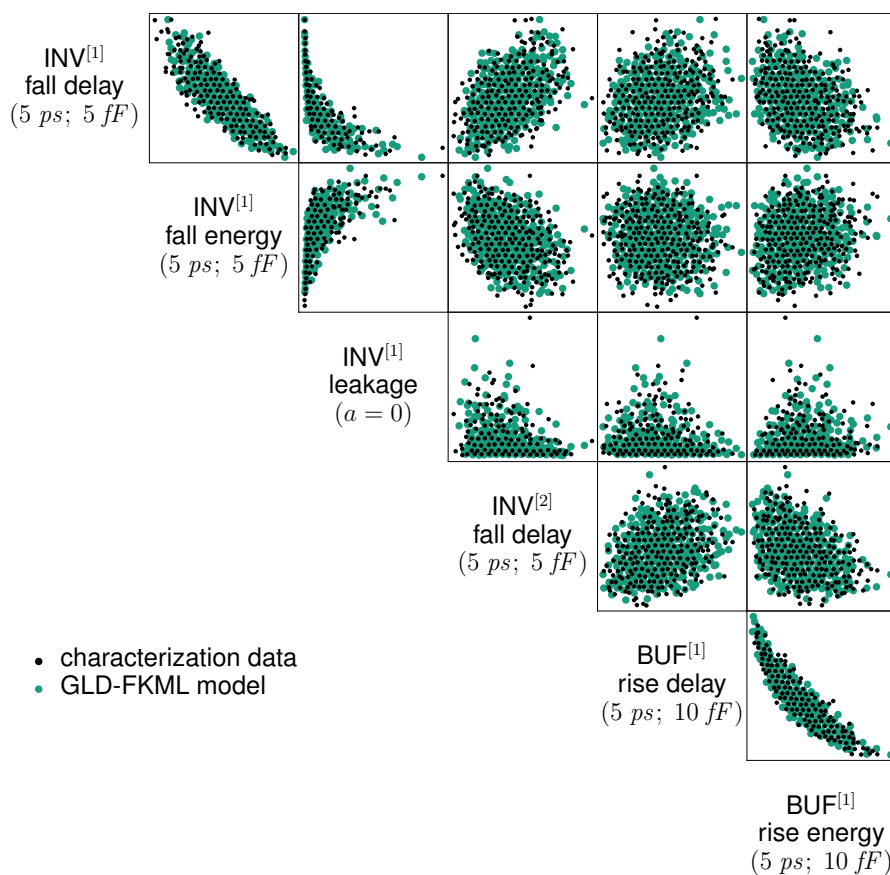 INV[1]
fall delay
(5 ps; 5 fF)
INV[1]
fall energy
(5 ps; 5 fF)
INV[1]
leakage
(a = 0)
INV[2]
fall delay
(5 ps; 5 fF)
characterization data
GLD-FKML model
BUF[1]
rise delay
(5 ps; 10 fF)
BUF[1]
rise energy
(5 ps; 10 fF)